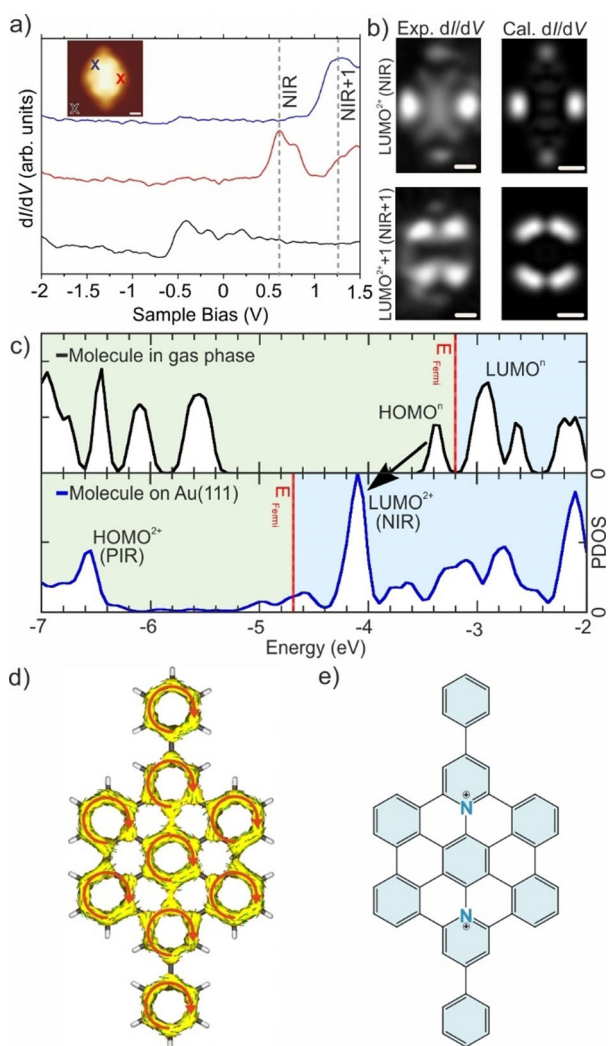 a)
X
X
X
NIR
NIR+1
dI/dV (arb. units)
-2 -1.5 -1 -0.5 0 0.5 1 1.5
Sample Bias (V)
b) Exp. dI/dV Cal. dI/dV
LUMO²⁺ (NIR)
LUMO²⁺+1 (NIR+1)
c)
Molecule in gas phase
E Fermi
HOMOⁿ
LUMOⁿ
0
Molecule on Au(111)
E Fermi
HOMO²⁺
(PIR)
LUMO²⁺
(NIR)
PDOS
0
-7 -6 -5 -4 -3 -2
Energy (eV)
d)
e)
N
⊕
N
⊕